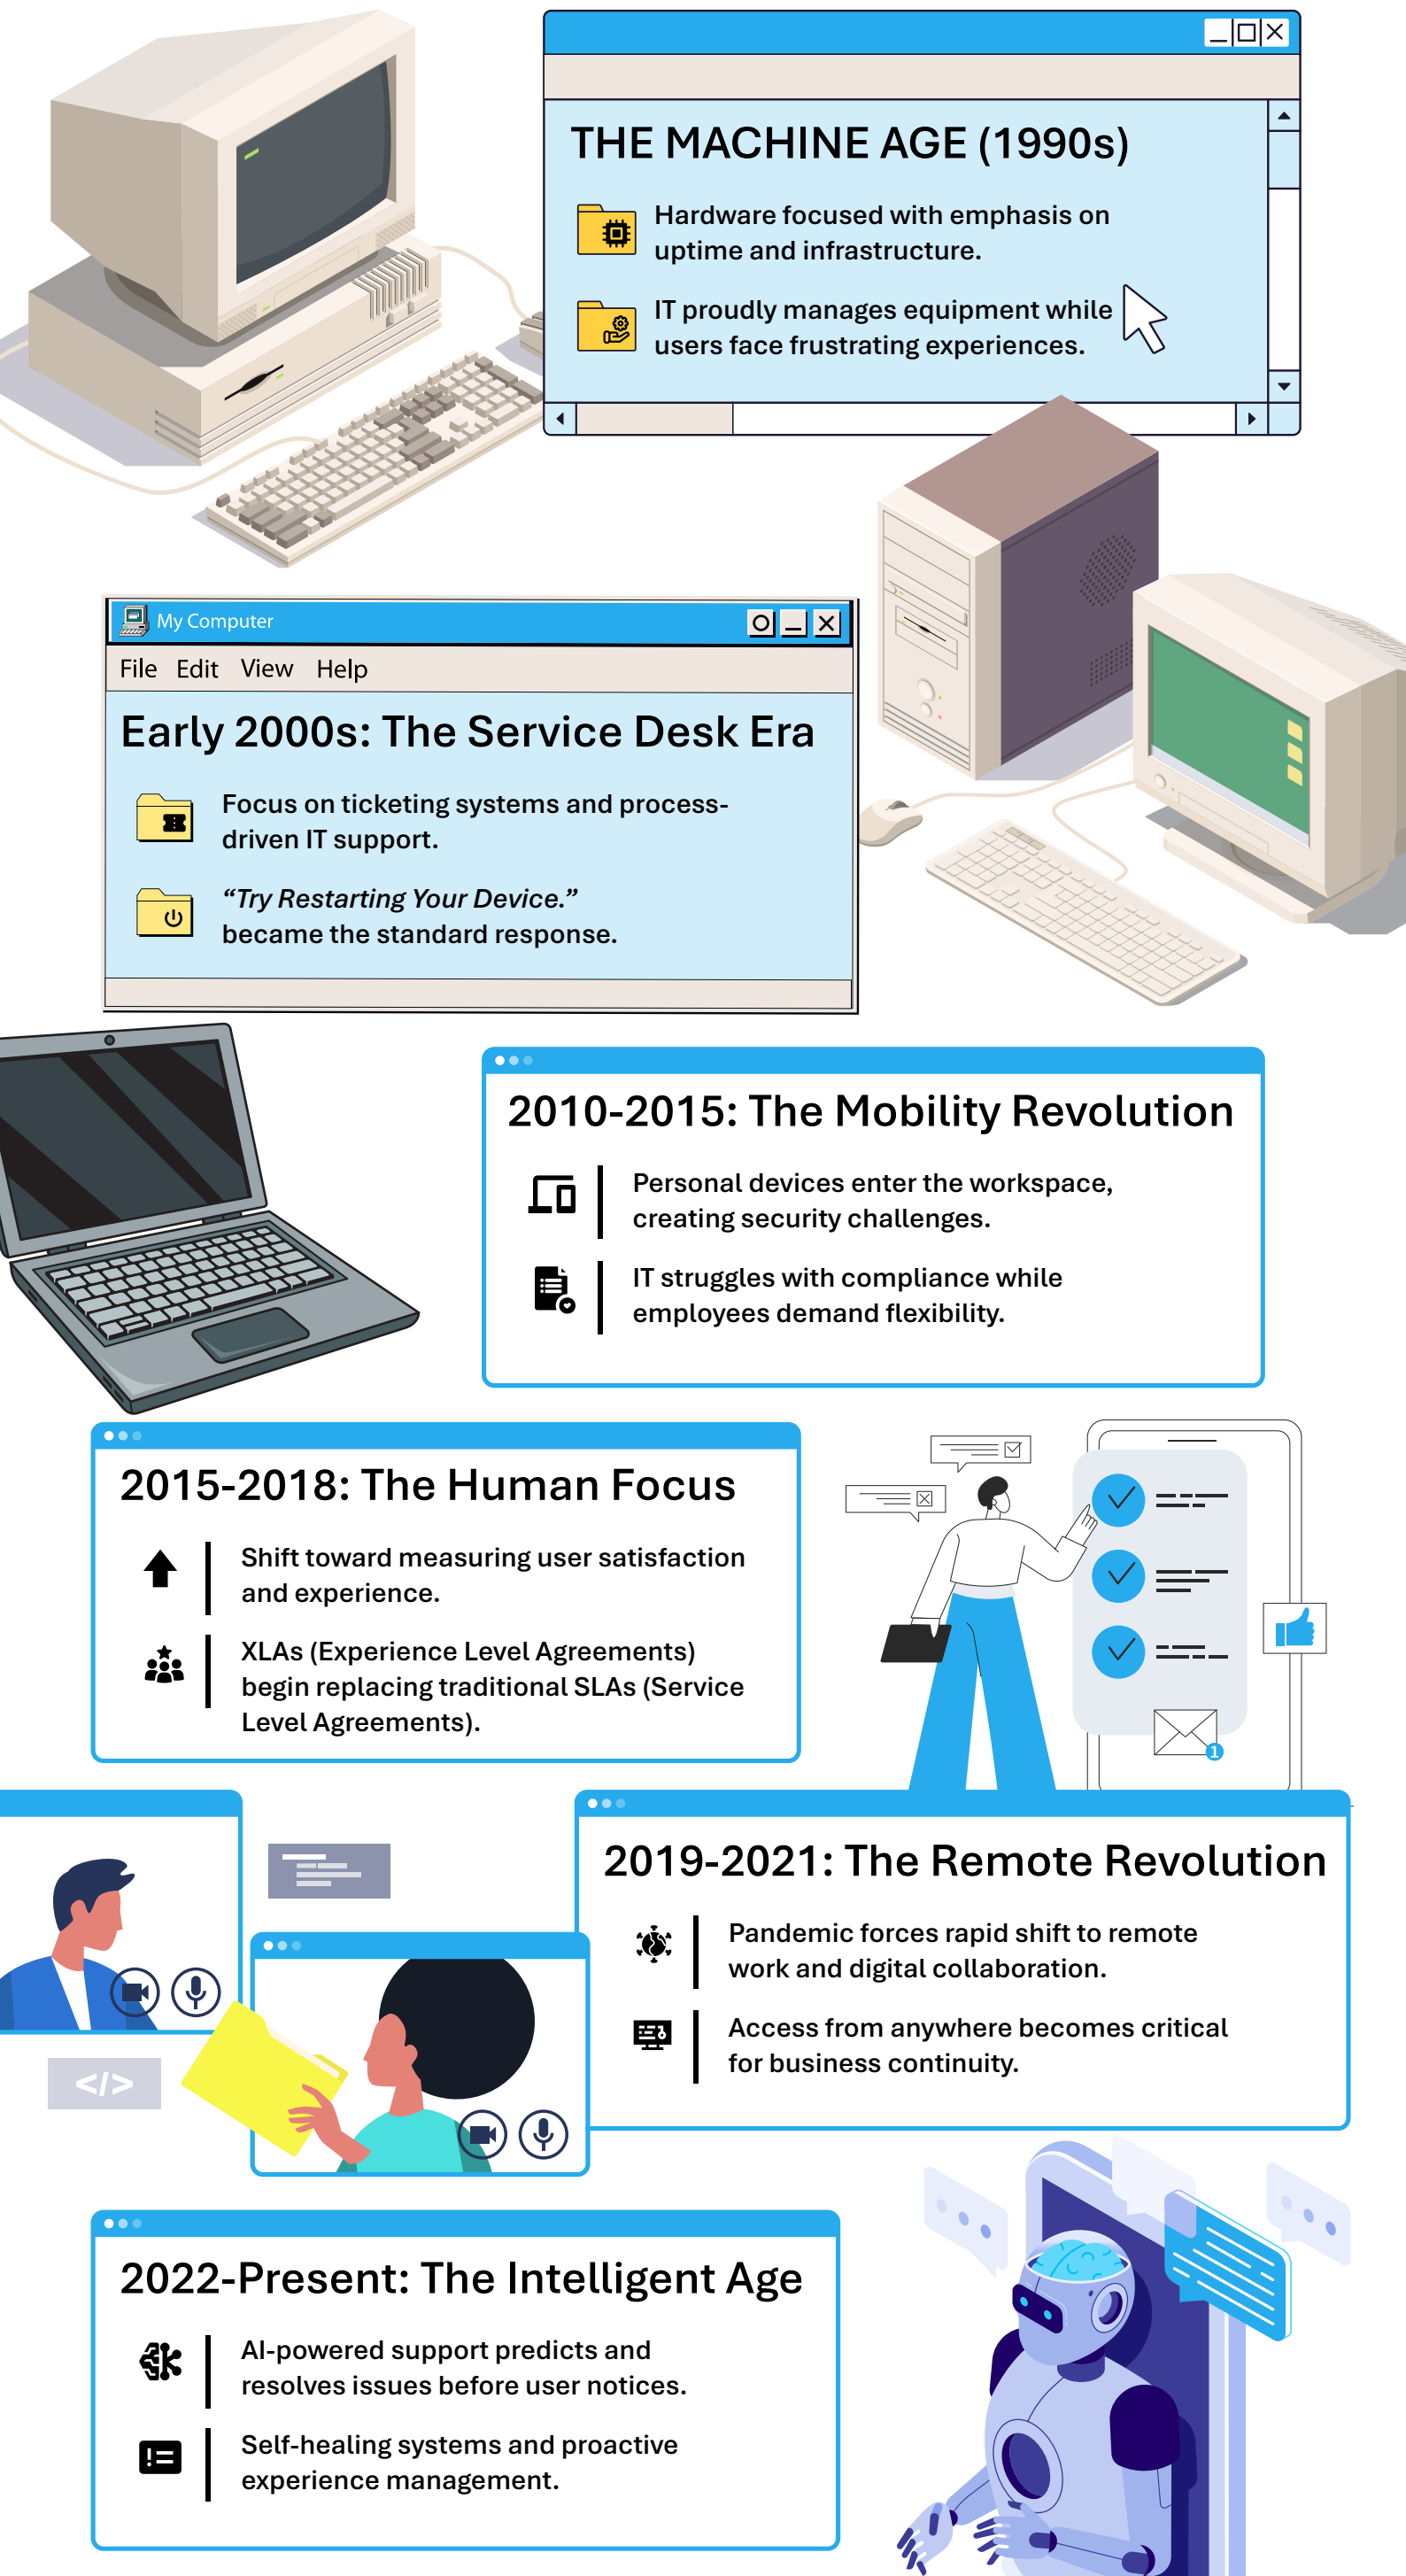 THE MACHINE AGE (1990s)
Hardware focused with emphasis on
uptime and infrastructure.
IT proudly manages equipment while
users face frustrating experiences.
My Computer
File Edit View Help
Early 2000s: The Service Desk Era
Focus on ticketing systems and process-
driven IT support.
“Try Restarting Your Device.”
became the standard response.
2010-2015: The Mobility Revolution
Personal devices enter the workspace,
creating security challenges.
IT struggles with compliance while
employees demand flexibility.
2015-2018: The Human Focus
Shift toward measuring user satisfaction
and experience.
XLAs (Experience Level Agreements)
begin replacing traditional SLAs (Service
Level Agreements).
1
2019-2021: The Remote Revolution
Pandemic forces rapid shift to remote
work and digital collaboration.
Access from anywhere becomes critical
for business continuity.
</>
2022-Present: The Intelligent Age
AI-powered support predicts and
resolves issues before user notices.
Self-healing systems and proactive
experience management.